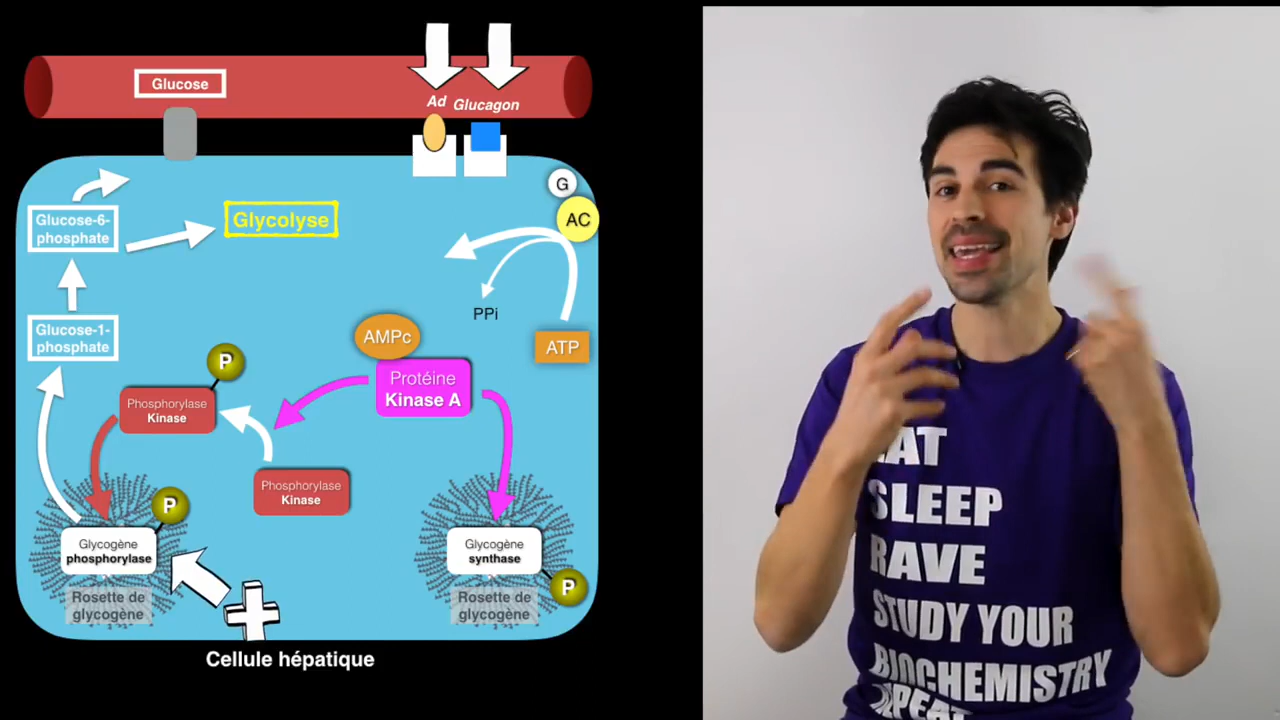 Glucose
Ad
Glucagon
G
AC
Glucose-6-
phosphate
Glycolyse
PPi
ATP
Glucose-1-
phosphate
AMPc
P
Protéine
Kinase A
Phosphorylase
Kinase
Phosphorylase
Kinase
P
Glycogène
phosphorylase
Glycogène
synthase
P
Rosette de
glycogène
Rosette de
glycogène
Cellule hépatique
SLEEP
RAVE
STUDY YOUR
BIOCHEMISTRY